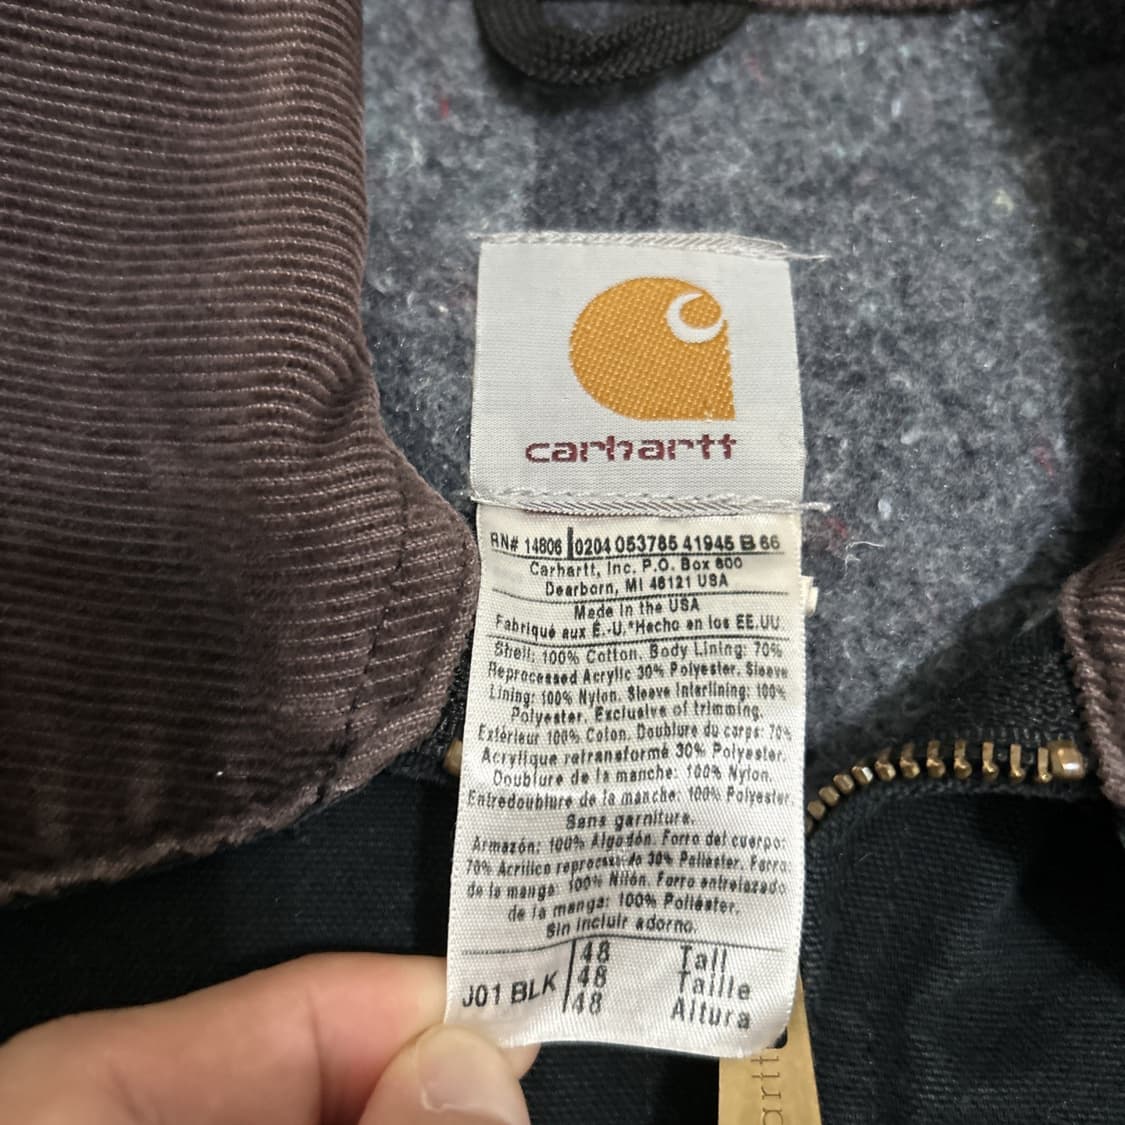 carhartt
RN# 14806 0204 053785 41945 B 66
Carhartt, Inc. P.O. Box 600
Dearborn, MI 48121 USA
Made in the USA
Fabriqué aux É.-U.*Hecho en los EE.UU.
Shell: 100% Cotton. Body Lining: 70%
Reprocessed Acrylic 30% Polyester. Sleeve
Lining: 100% Nylon. Sleeve Interlining: 100%
Polyester. Exclusive of trimming.
Extérieur 100% Coton. Doublure du corps: 70%
Acrylique retransformé 30% Polyester.
Doublure de la manche: 100% Nylon.
Entredoublure de la manche: 100% Polyester.
Sans garniture.
Armazón: 100% Algodón. Forro del cuerpo:
70% Acrílico reprocesado 30% Poliéster. Forro
de la manga: 100% Nilón. Forro entrelazado
de la manga: 100% Poliéster.
Sin incluir adorno.
48 Tall
J01 BLK 48 Taille
48 Altura
artt